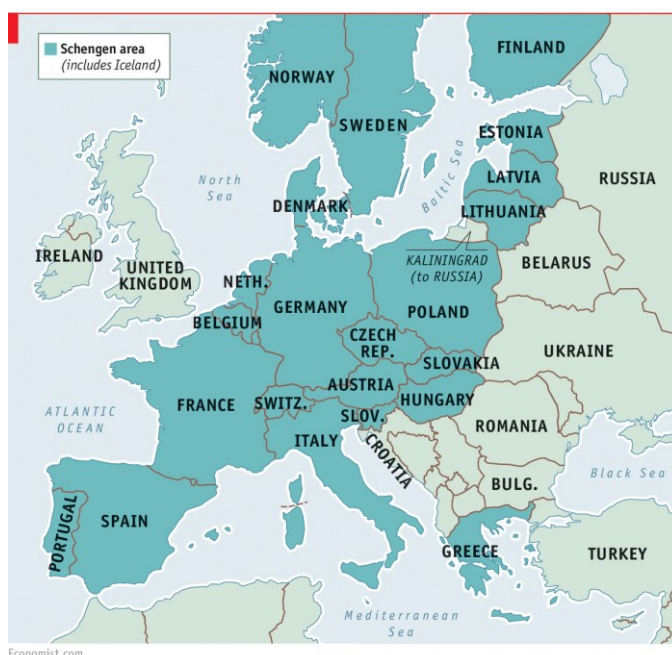 Schengen area
(includes Iceland)
FINLAND
NORWAY
SWEDEN
ESTONIA
North
Sea
Baltic Sea
LATVIA
RUSSIA
DENMARK
LITHUANIA
IRELAND
UNITED
KINGDOM
KALININGRAD
(to RUSSIA)
BELARUS
NETH.
BELGIUM
GERMANY
POLAND
CZECH
REP.
UKRAINE
SLOVAKIA
AUSTRIA
ATLANTIC
OCEAN
FRANCE
SWITZ.
HUNGARY
SLOV.
ITALY
CROATIA
ROMANIA
Black Sea
BULG.
PORTUGAL
SPAIN
GREECE
TURKEY
Mediterranean
Sea
Economist.com